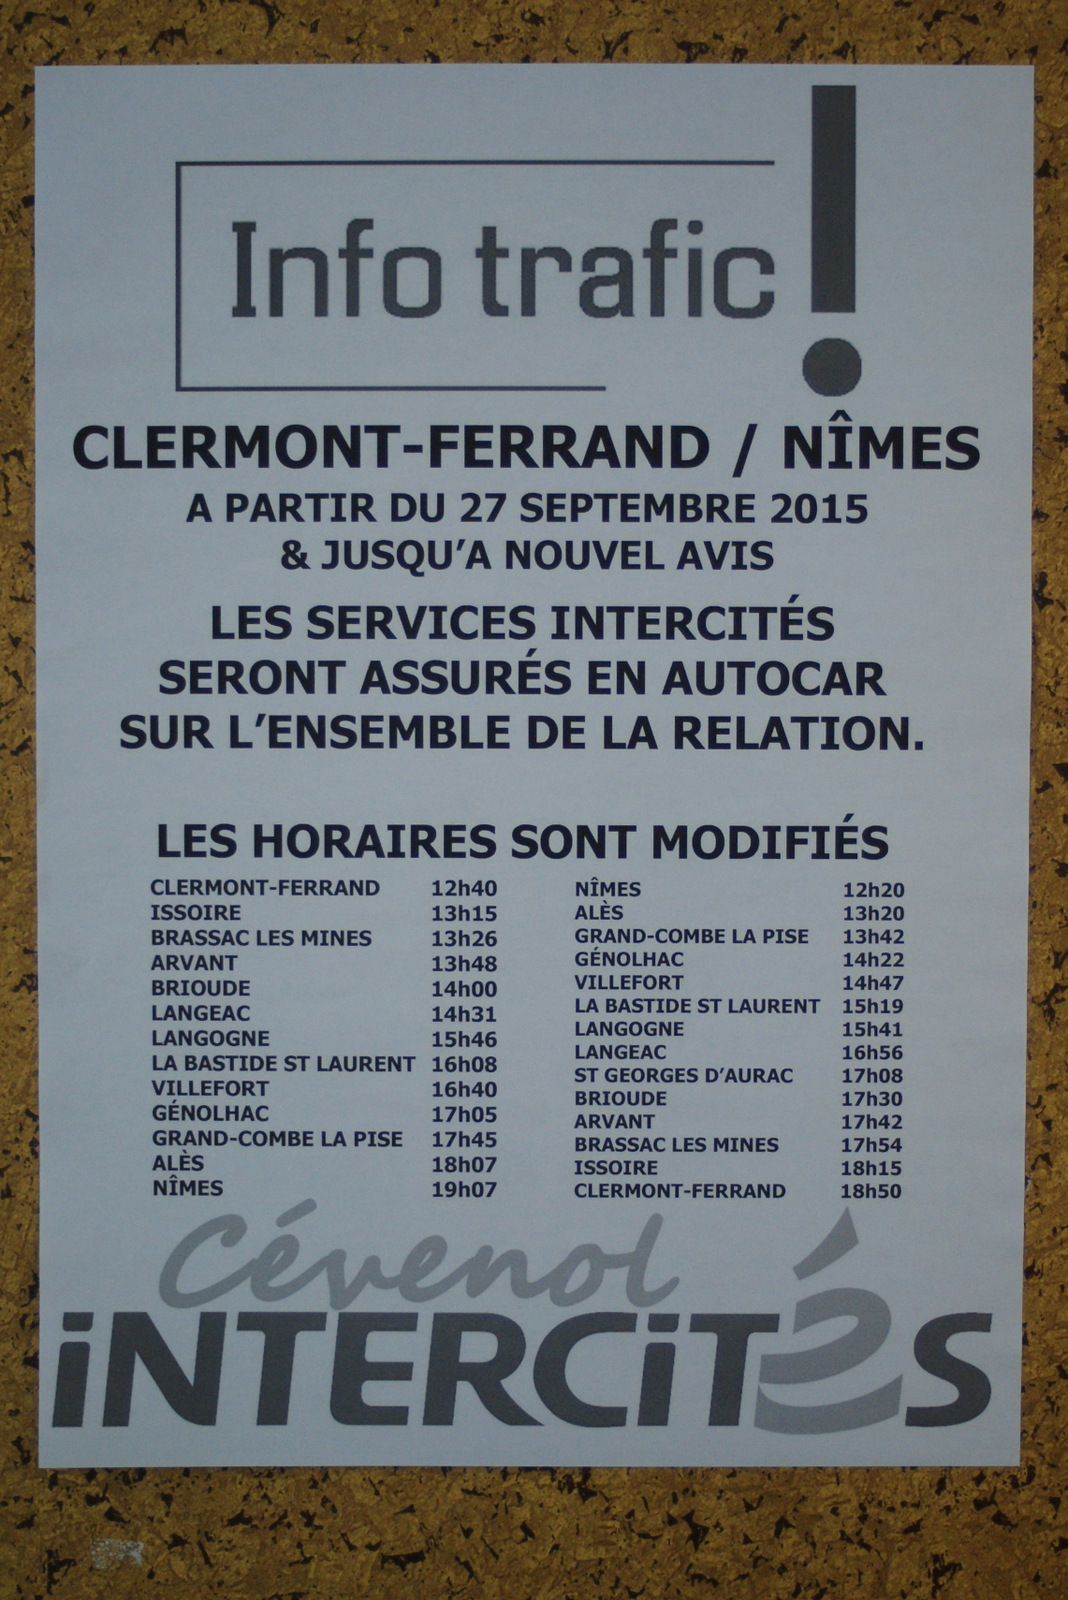 Info trafic !
CLERMONT-FERRAND / NÎMES
A PARTIR DU 27 SEPTEMBRE 2015
& JUSQU'A NOUVEL AVIS
LES SERVICES INTERCITÉS
SERONT ASSURÉS EN AUTOCAR
SUR L'ENSEMBLE DE LA RELATION.
LES HORAIRES SONT MODIFIÉS
CLERMONT-FERRAND 12h40
ISSOIRE 13h15
BRASSAC LES MINES 13h26
ARVANT 13h48
BRIOUDE 14h00
LANGEAC 14h31
LANGOGNE 15h46
LA BASTIDE ST LAURENT 16h08
VILLEFORT 16h40
GÉNOLHAC 17h05
GRAND-COMBE LA PISE 17h45
ALÈS 18h07
NÎMES 19h07
NÎMES 12h20
ALÈS 13h20
GRAND-COMBE LA PISE 13h42
GÉNOLHAC 14h22
VILLEFORT 14h47
LA BASTIDE ST LAURENT 15h19
LANGOGNE 15h41
LANGEAC 16h56
ST GEORGES D'AURAC 17h08
BRIOUDE 17h30
ARVANT 17h42
BRASSAC LES MINES 17h54
ISSOIRE 18h15
CLERMONT-FERRAND 18h50
Cévenol
iNTERCiTéS